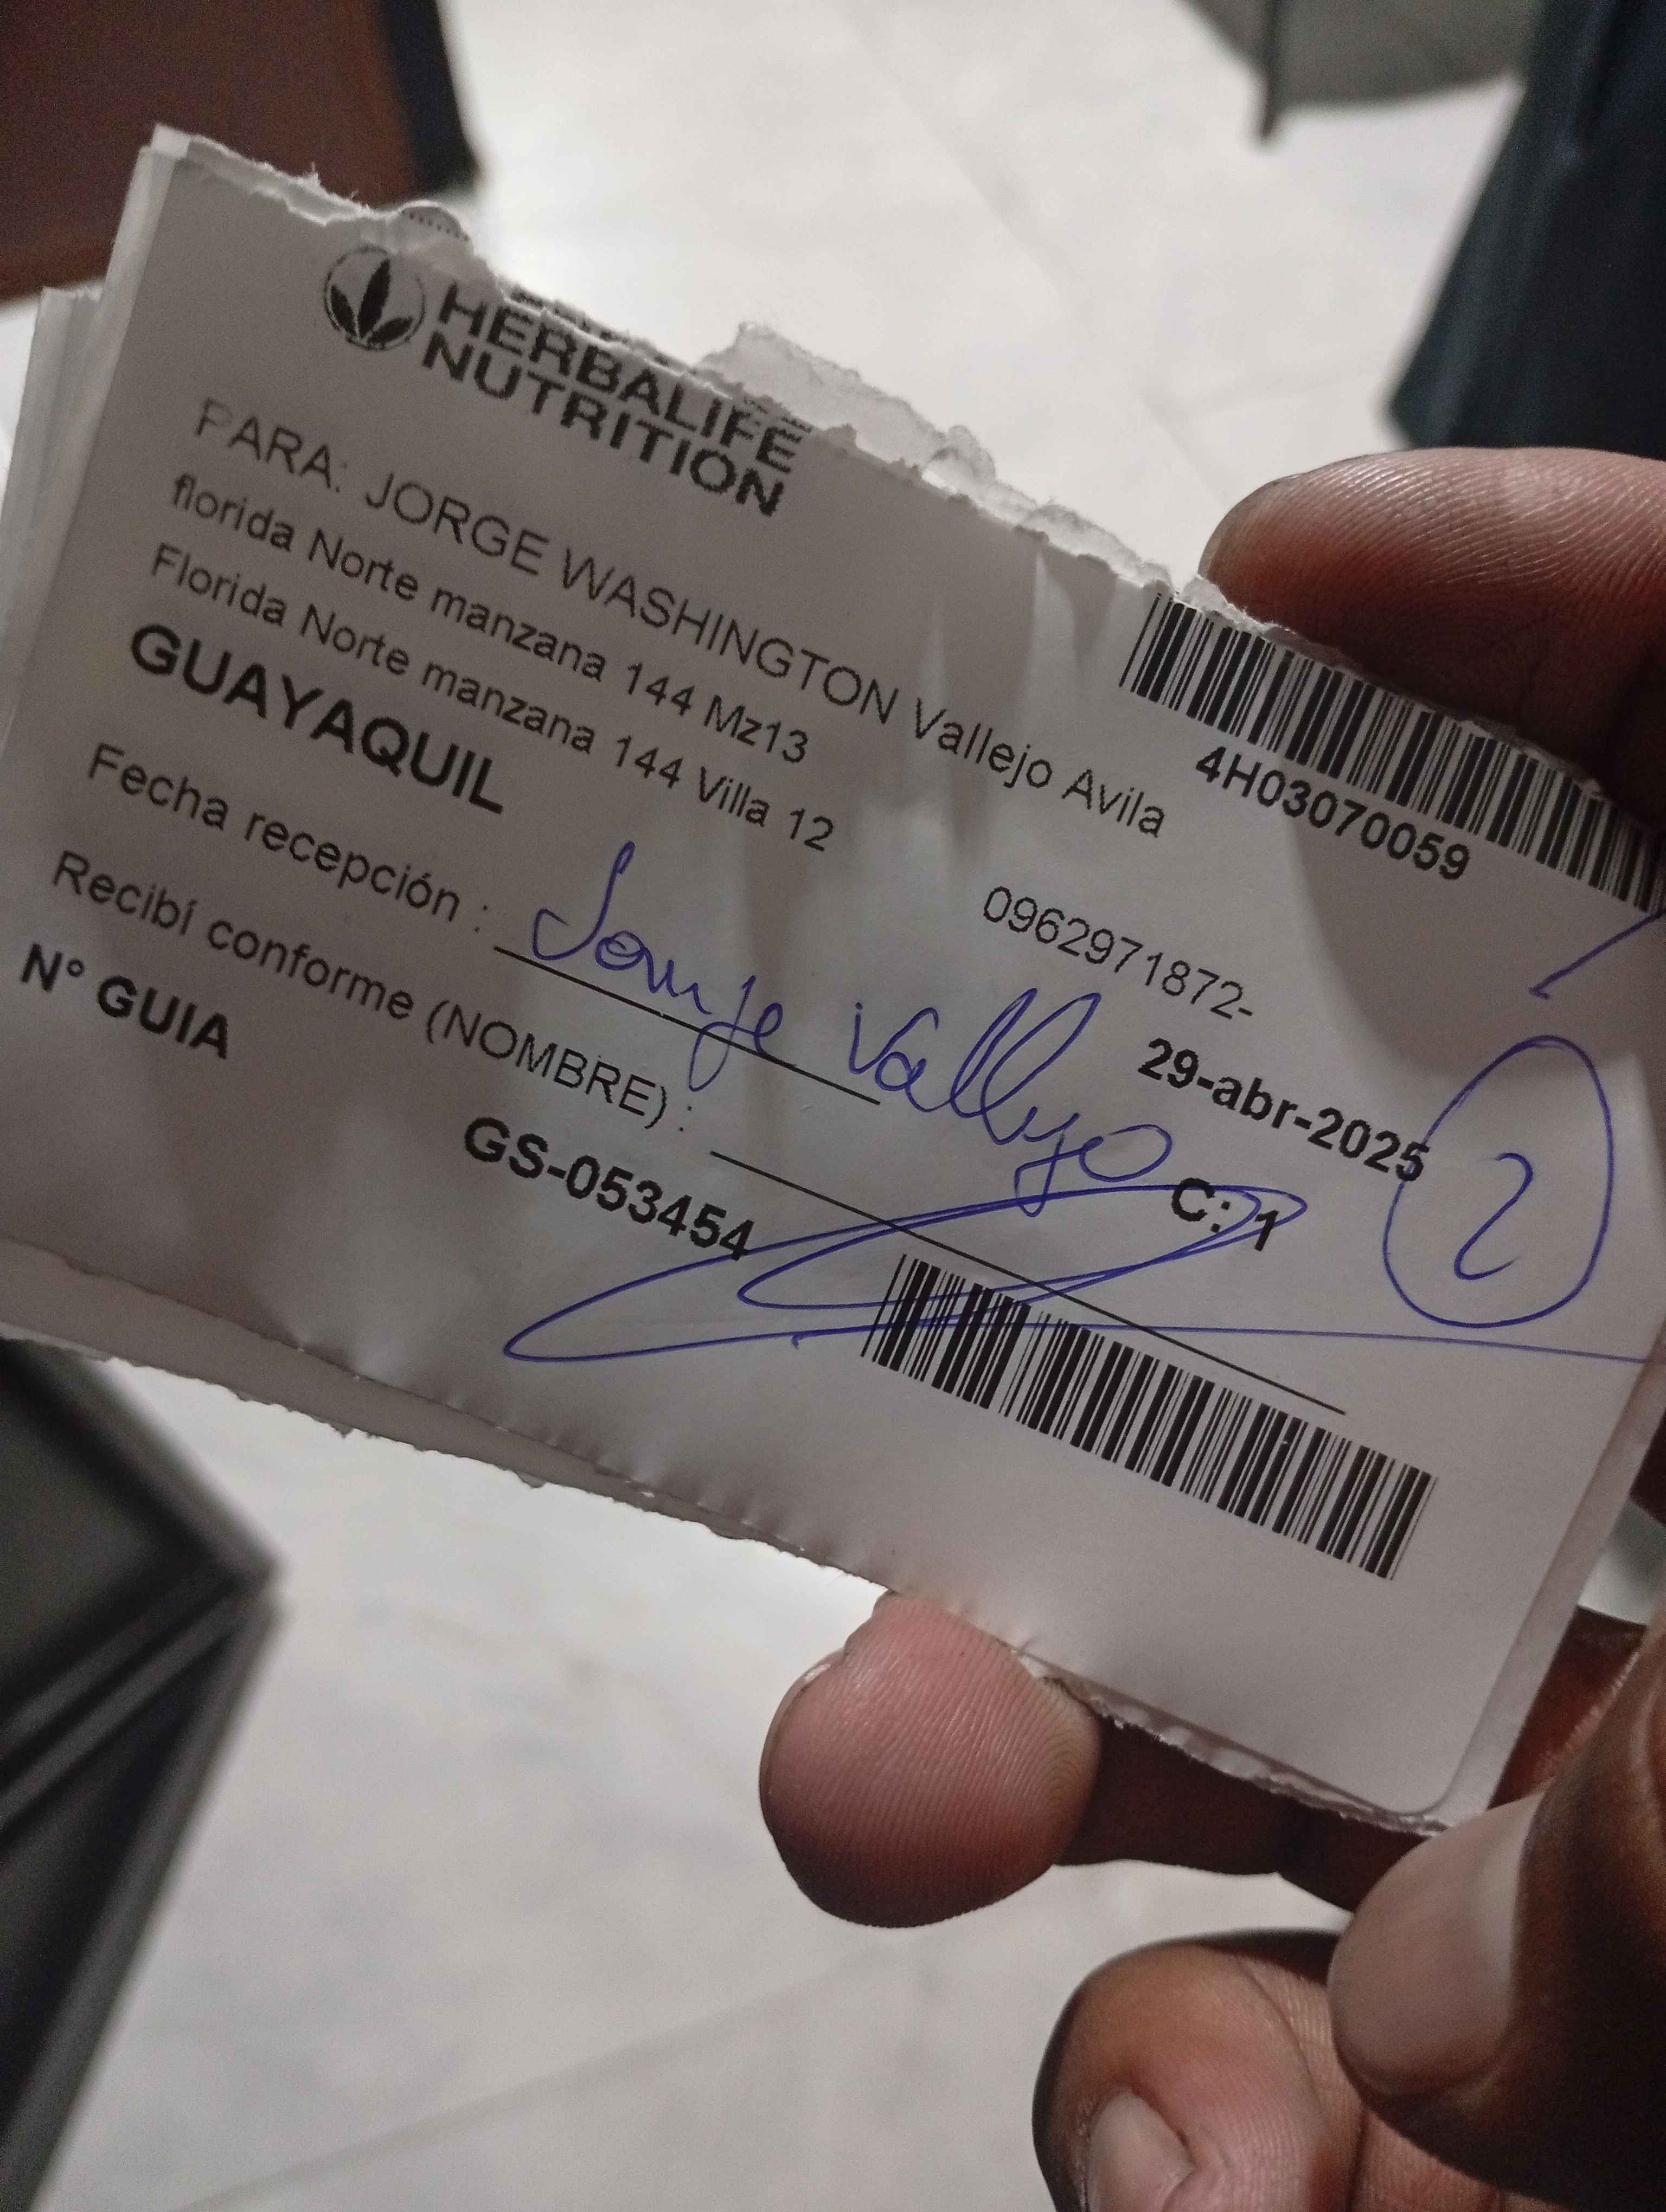 HERBALIFE
NUTRITION
PARA: JORGE WASHINGTON Vallejo Avila
florida Norte manzana 144 Mz13
Florida Norte manzana 144 Villa 12
GUAYAQUIL
4H03070059
0962971872-
Fecha recepción : Jorge Vallejo
29-abr-2025
Recibí conforme (NOMBRE) :
C: 1
2
N° GUIA GS-053454